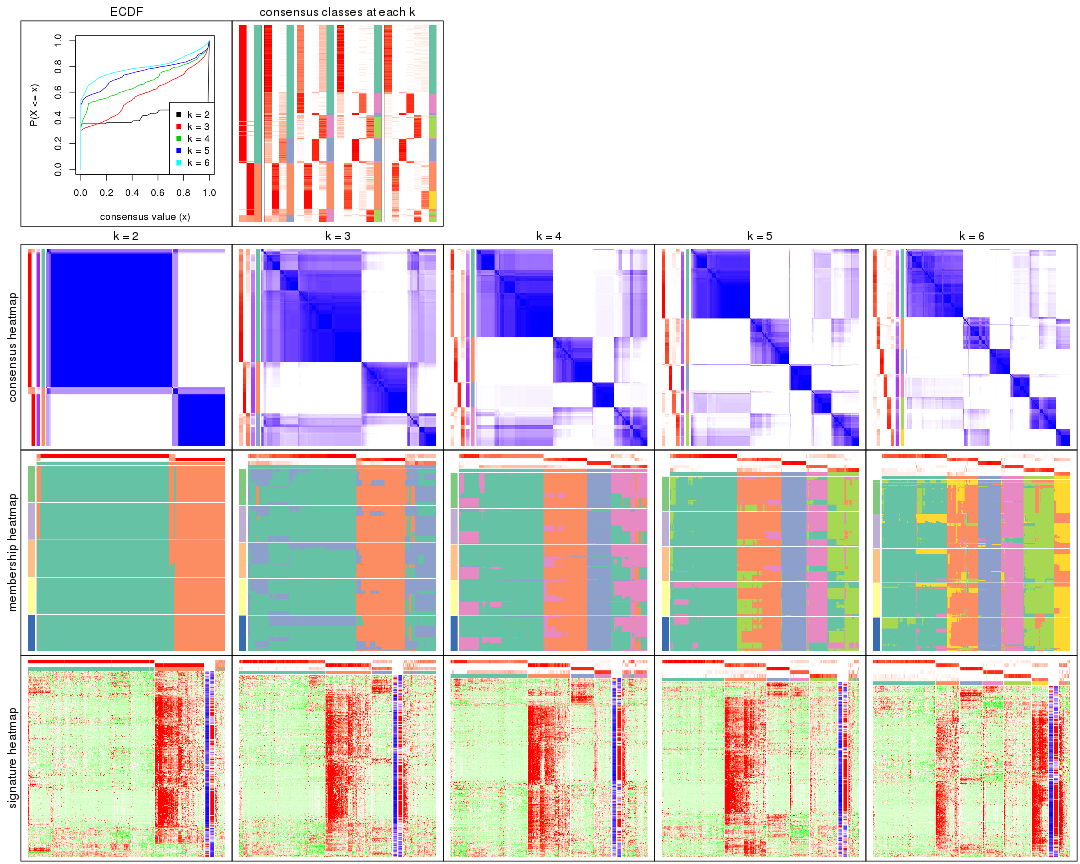 ECDF
consensus classes at each k
P(X <= x)
0.0 0.2 0.4 0.6 0.8 1.0
k = 2
k = 3
k = 4
k = 5
k = 6
0.0 0.2 0.4 0.6 0.8 1.0
consensus value (x)
k = 2
k = 3
k = 4
k = 5
k = 6
consensus heatmap
membership heatmap
signature heatmap